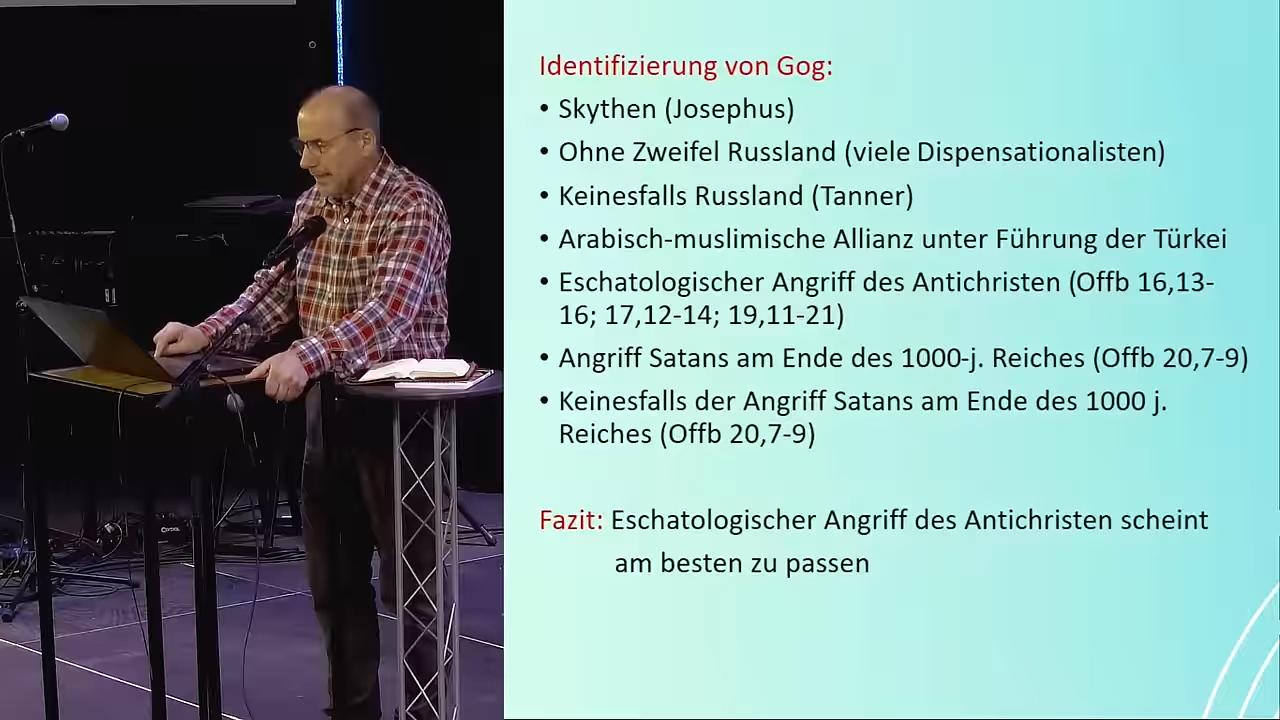 Identifizierung von Gog:
• Skythen (Josephus)
• Ohne Zweifel Russland (viele Dispensationalisten)
• Keinesfalls Russland (Tanner)
• Arabisch-muslimische Allianz unter Führung der Türkei
• Eschatologischer Angriff des Antichristen (Offb 16,13-
16; 17,12-14; 19,11-21)
• Angriff Satans am Ende des 1000-j. Reiches (Offb 20,7-9)
• Keinesfalls der Angriff Satans am Ende des 1000 j.
Reiches (Offb 20,7-9)
Fazit: Eschatologischer Angriff des Antichristen scheint
am besten zu passen